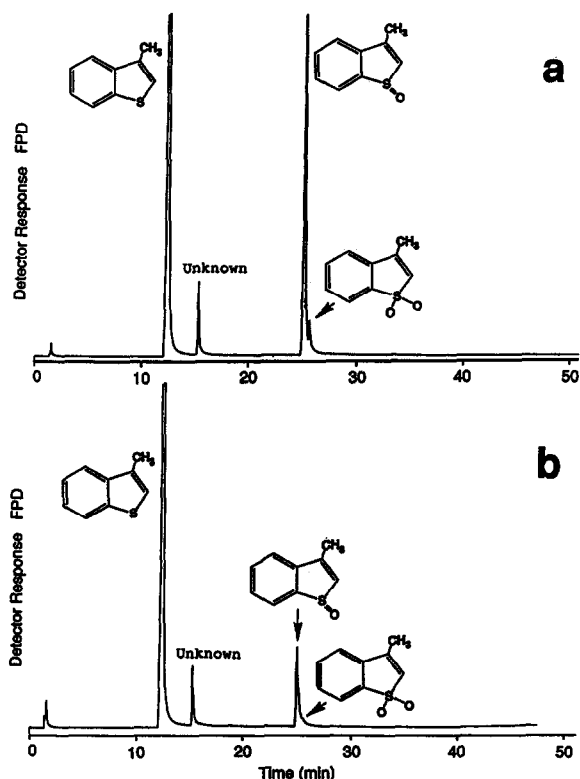 CH₃
S
CH₃
S
O
a
Detector Response FPD
Unknown
CH₃
S
O
O
0 10 20 30 40 50
CH₃
S
b
Detector Response FPD
CH₃
S
O
Unknown
CH₃
S
O
O
0 10 20 30 40 50
Time (min)